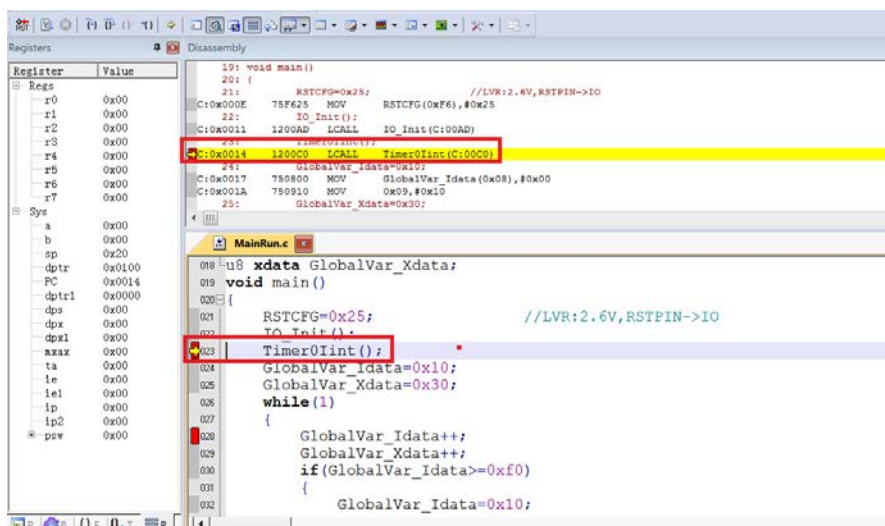 Registers
Register Value
Regs
r0 0x00
r1 0x00
r2 0x00
r3 0x00
r4 0x00
r5 0x00
r6 0x00
r7 0x00
Sys
a 0x00
b 0x00
sp 0x20
dptr 0x0100
PC 0x0014
dptr1 0x0000
dps 0x00
dpx 0x00
dpx1 0x00
mxax 0x00
ta 0x00
ie 0x00
ie1 0x00
ip 0x00
ip2 0x00
psw 0x00
Disassembly
19: void main()
20: {
21: RSTCFG=0x25; //LVR:2.6V,RSTPIN->IO
C:0x000E 75F625 MOV RSTCFG(0xF6),#0x25
22: IO_Init();
C:0x0011 1200AD LCALL IO_Init(C:00AD)
23: Timer0Iint();
C:0x0014 1200C0 LCALL Timer0Iint(C:00C0)
24: GlobalVar_Idata=0x10;
C:0x0017 750800 MOV GlobalVar_Idata(0x08),#0x00
C:0x001A 750910 MOV 0x09,#0x10
25: GlobalVar_Xdata=0x30;
MainRun.c
018 u8 xdata GlobalVar_Xdata;
019 void main()
020 {
021 RSTCFG=0x25; //LVR:2.6V,RSTPIN->IO
022 IO_Init();
023 Timer0Iint();
024 GlobalVar_Idata=0x10;
025 GlobalVar_Xdata=0x30;
026 while(1)
027 {
028 GlobalVar_Idata++;
029 GlobalVar_Xdata++;
030 if(GlobalVar_Idata>=0xf0)
031 {
032 GlobalVar_Idata=0x10;